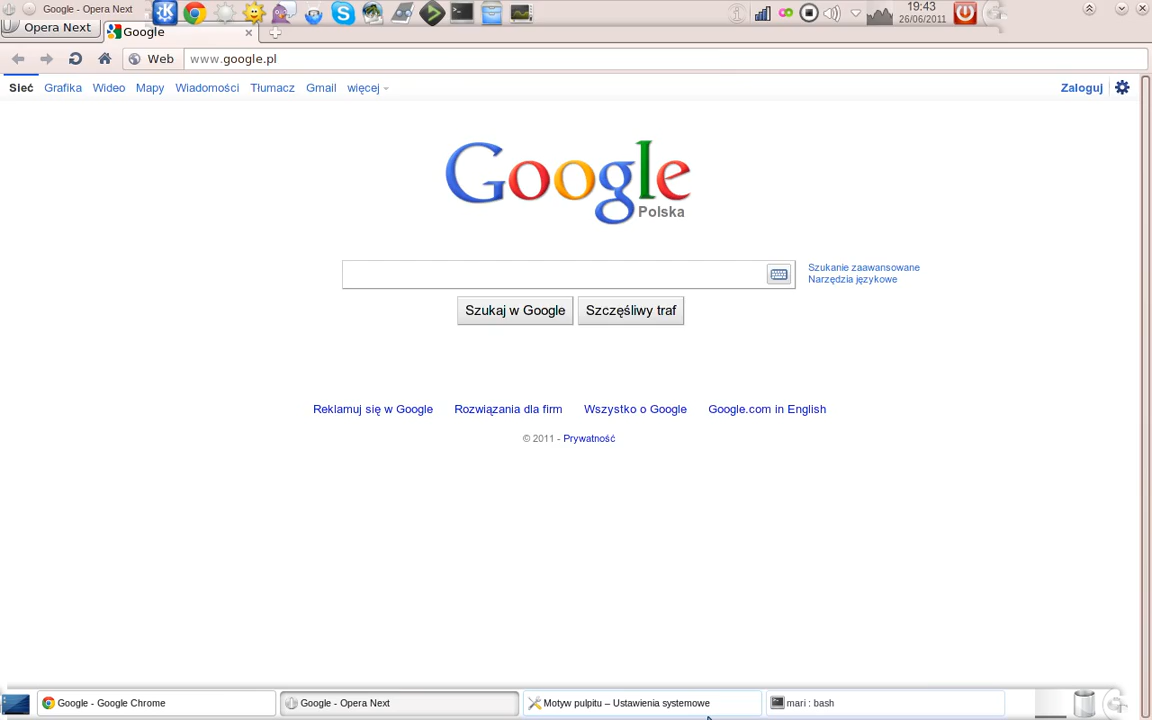 Google - Opera Next
19:43
26/06/2011
Opera Next
Google
Web
www.google.pl
Sieć Grafika Wideo Mapy Wiadomości Tłumacz Gmail więcej
Zaloguj
Google
Polska
Szukanie zaawansowane
Narzędzia językowe
Szukaj w Google
Szczęśliwy traf
Reklamuj się w Google Rozwiązania dla firm Wszystko o Google Google.com in English
© 2011 - Prywatność
Google - Google Chrome
Google - Opera Next
Motyw pulpitu – Ustawienia systemowe
mari : bash